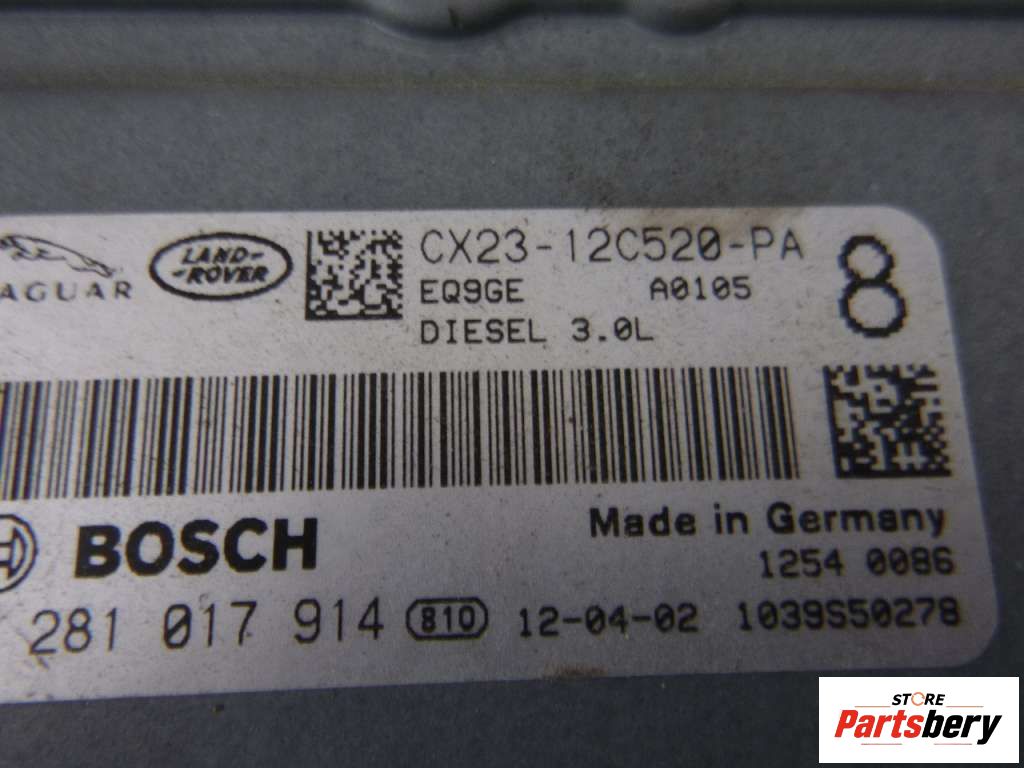 CX23-12C520-PA 8
LAND-
-ROVER
AGUAR
EQ9GE A0105
DIESEL 3.0L
BOSCH
Made in Germany
1254 0086
281 017 914 810 12-04-02 1039S50278
STORE
Partsbery